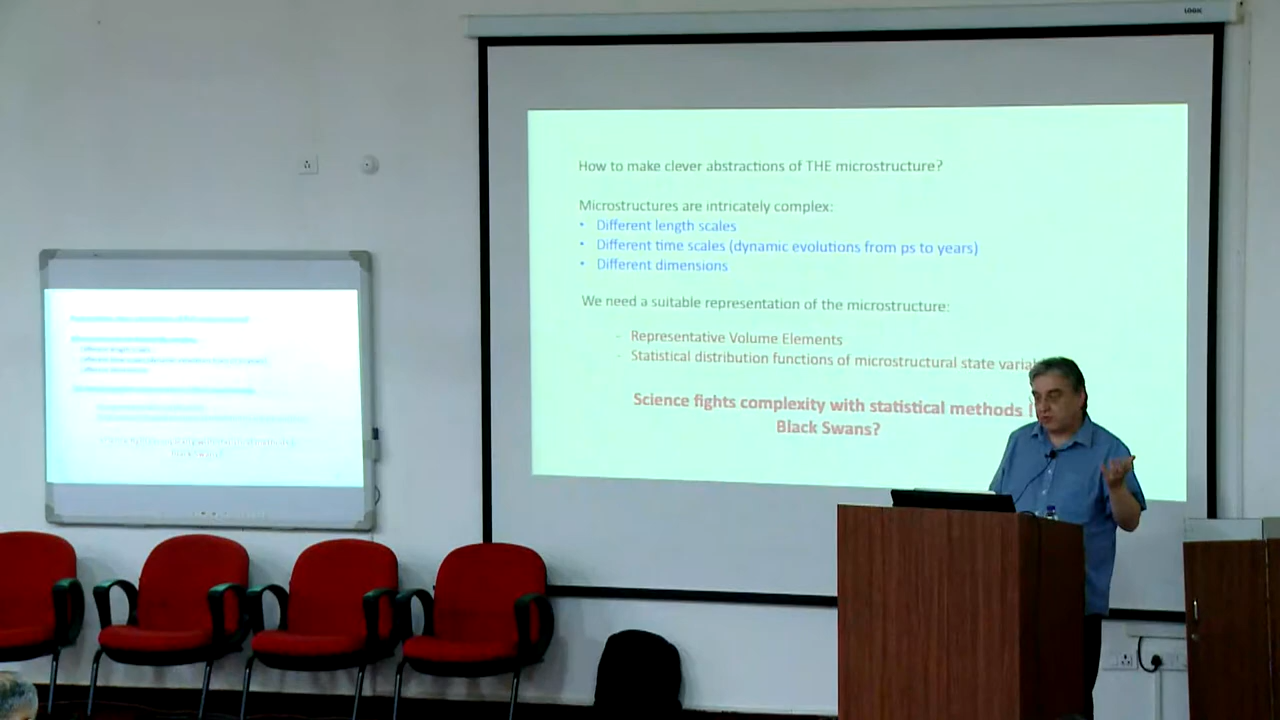 LOGIC
How to make clever abstractions of THE microstructure?
Microstructures are intricately complex:
• Different length scales
• Different time scales (dynamic evolutions from ps to years)
• Different dimensions
We need a suitable representation of the microstructure:
- Representative Volume Elements
- Statistical distribution functions of microstructural state
Science fights complexity with statistical methods
Black Swans?